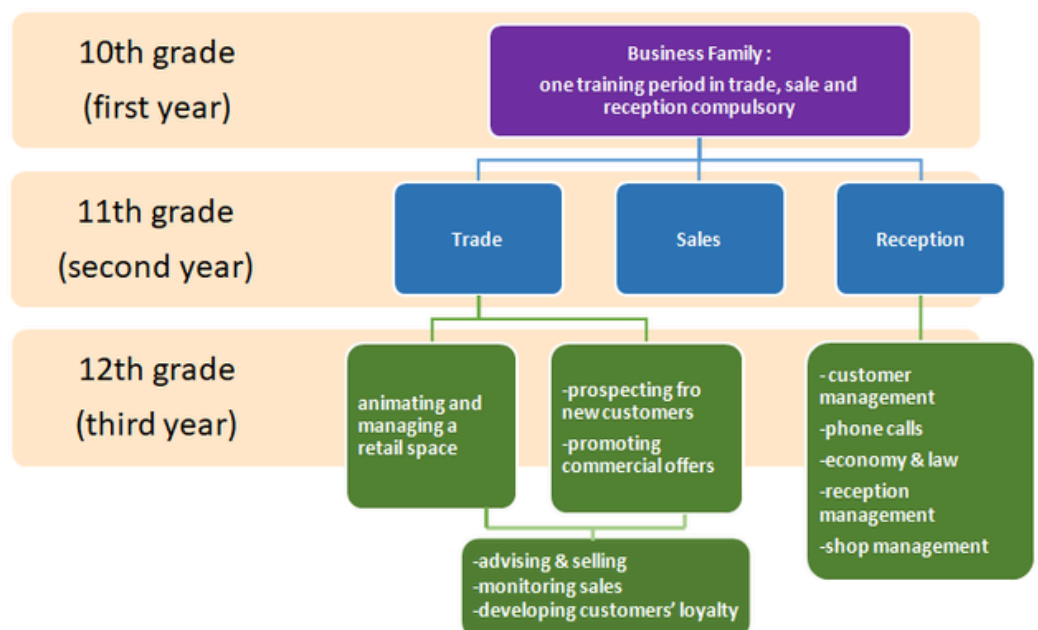 10th grade
(first year)
Business Family :
one training period in trade, sale and
reception compulsory
11th grade
(second year)
Trade
Sales
Reception
12th grade
(third year)
animating and
managing a
retail space
-prospecting fro
new customers
-promoting
commercial offers
-customer
management
-phone calls
-economy & law
-reception
management
-shop management
-advising & selling
-monitoring sales
-developing customers’ loyalty